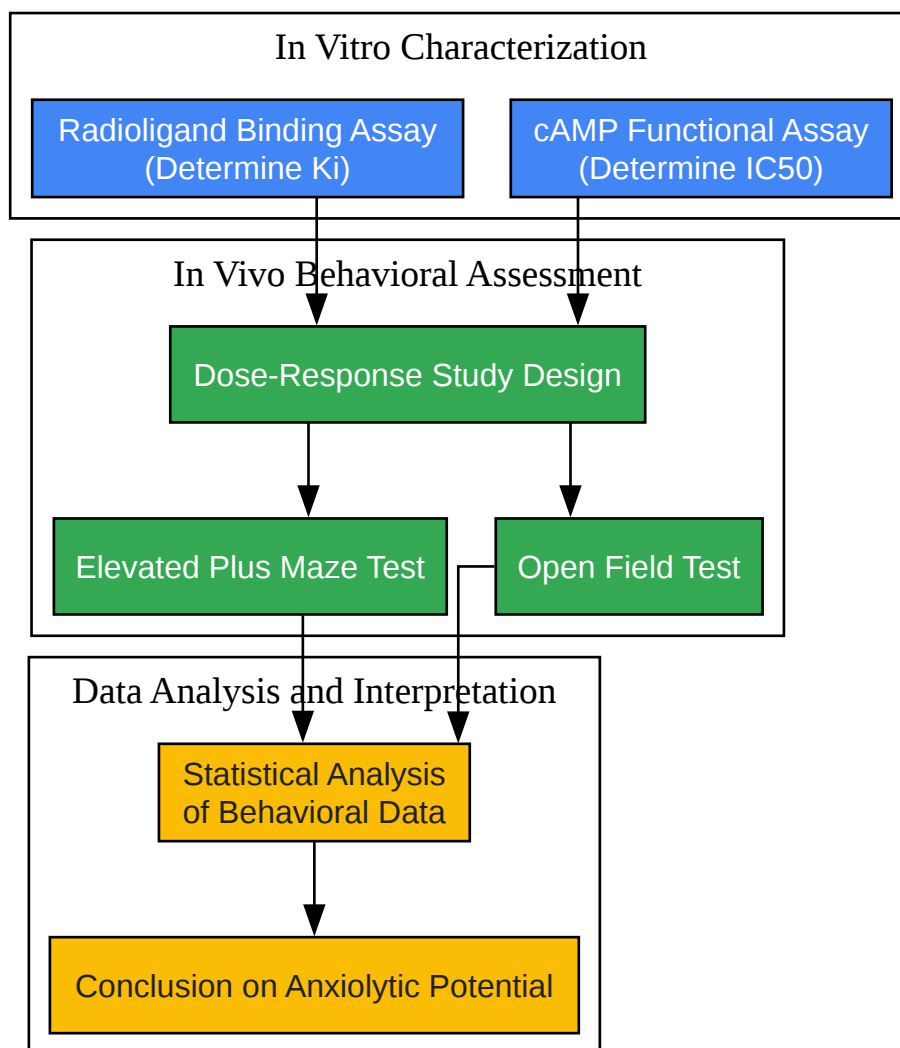 In Vitro Characterization
Radioligand Binding Assay
(Determine Ki)
cAMP Functional Assay
(Determine IC50)
In Vivo Behavioral Assessment
Dose-Response Study Design
Elevated Plus Maze Test
Open Field Test
Data Analysis and Interpretation
Statistical Analysis
of Behavioral Data
Conclusion on Anxiolytic Potential